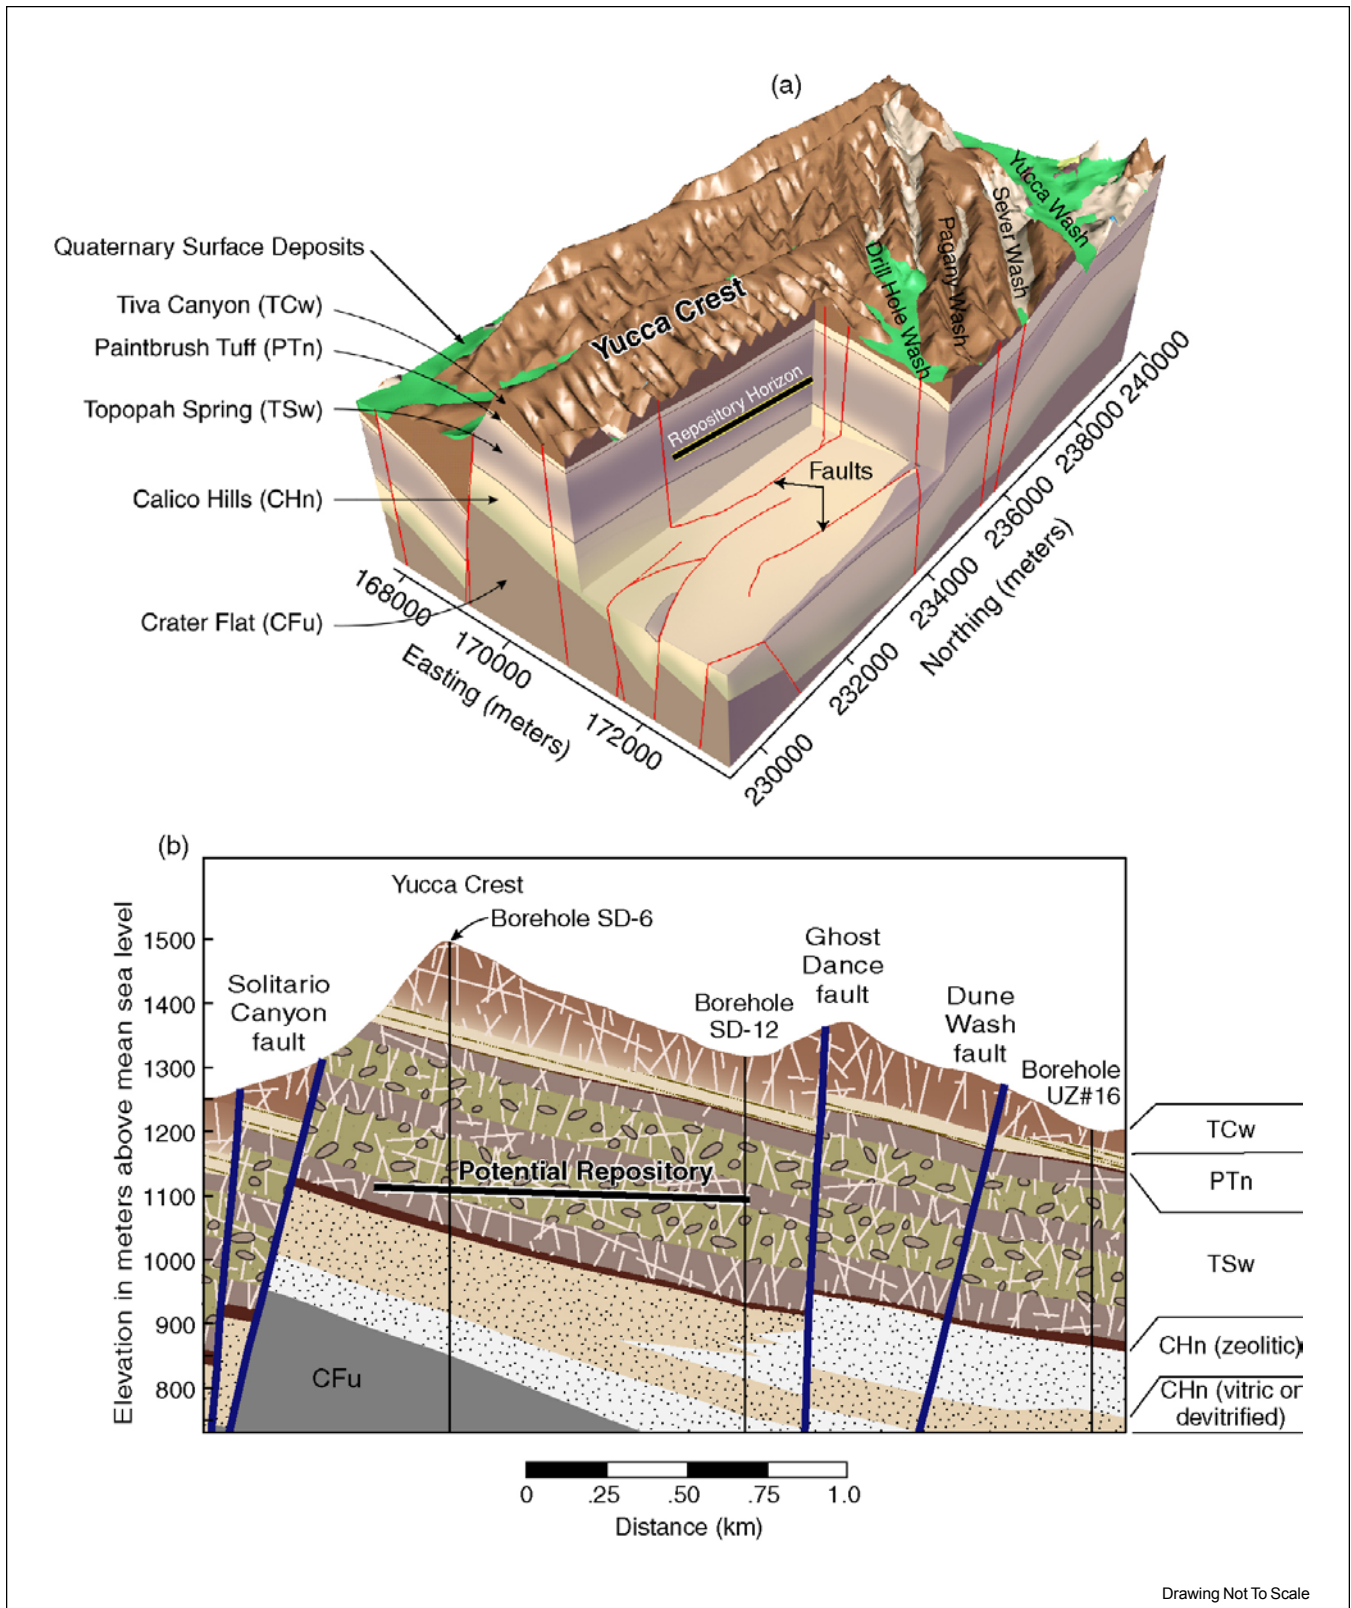 (a)
Quaternary Surface Deposits
Tiva Canyon (TCw)
Paintbrush Tuff (PTn)
Topopah Spring (TSw)
Calico Hills (CHn)
Crater Flat (CFu)
Yucca Crest
Repository Horizon
Faults
Drill Hole Wash
Pagany Wash
Sever Wash
Yucca Wash
168000
170000
172000
Easting (meters)
230000
232000
234000
236000
238000
240000
Northing (meters)
(b)
Elevation in meters above mean sea level
1500
1400
1300
1200
1100
1000
900
800
Yucca Crest
Borehole SD-6
Solitario
Canyon
fault
Borehole
SD-12
Ghost
Dance
fault
Dune
Wash
fault
Borehole
UZ#16
Potential Repository
CFu
TCw
PTn
TSw
CHn (zeolitic)
CHn (vitric or
devitrified)
0 .25 .50 .75 1.0
Distance (km)
Drawing Not To Scale